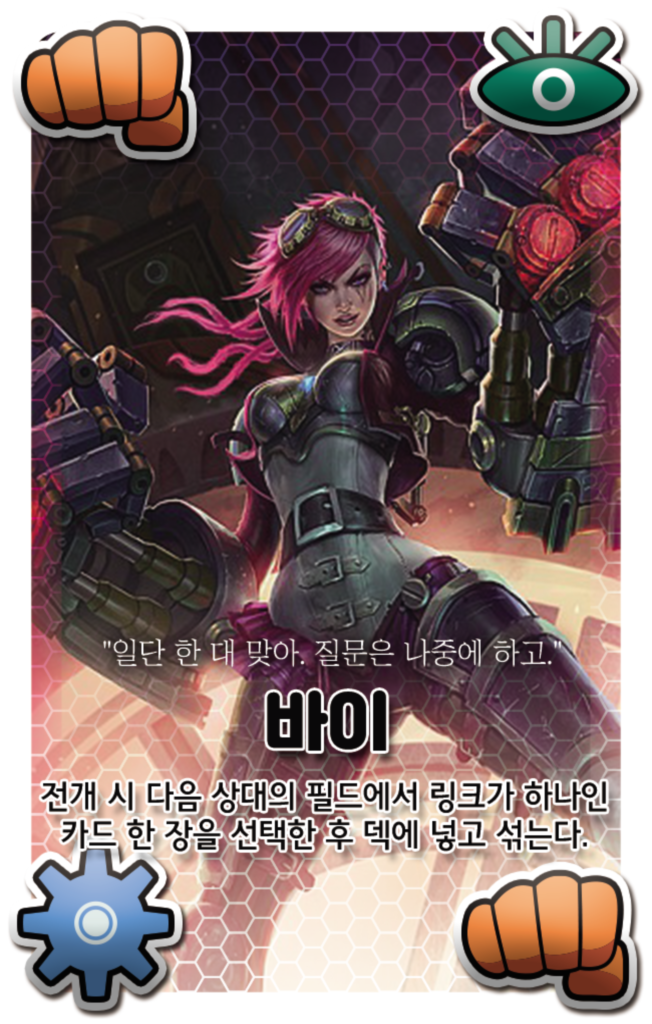 "일단 한 대 맞아. 질문은 나중에 하고."
바이
전개 시 다음 상대의 필드에서 링크가 하나인
카드 한 장을 선택한 후 덱에 넣고 섞는다.